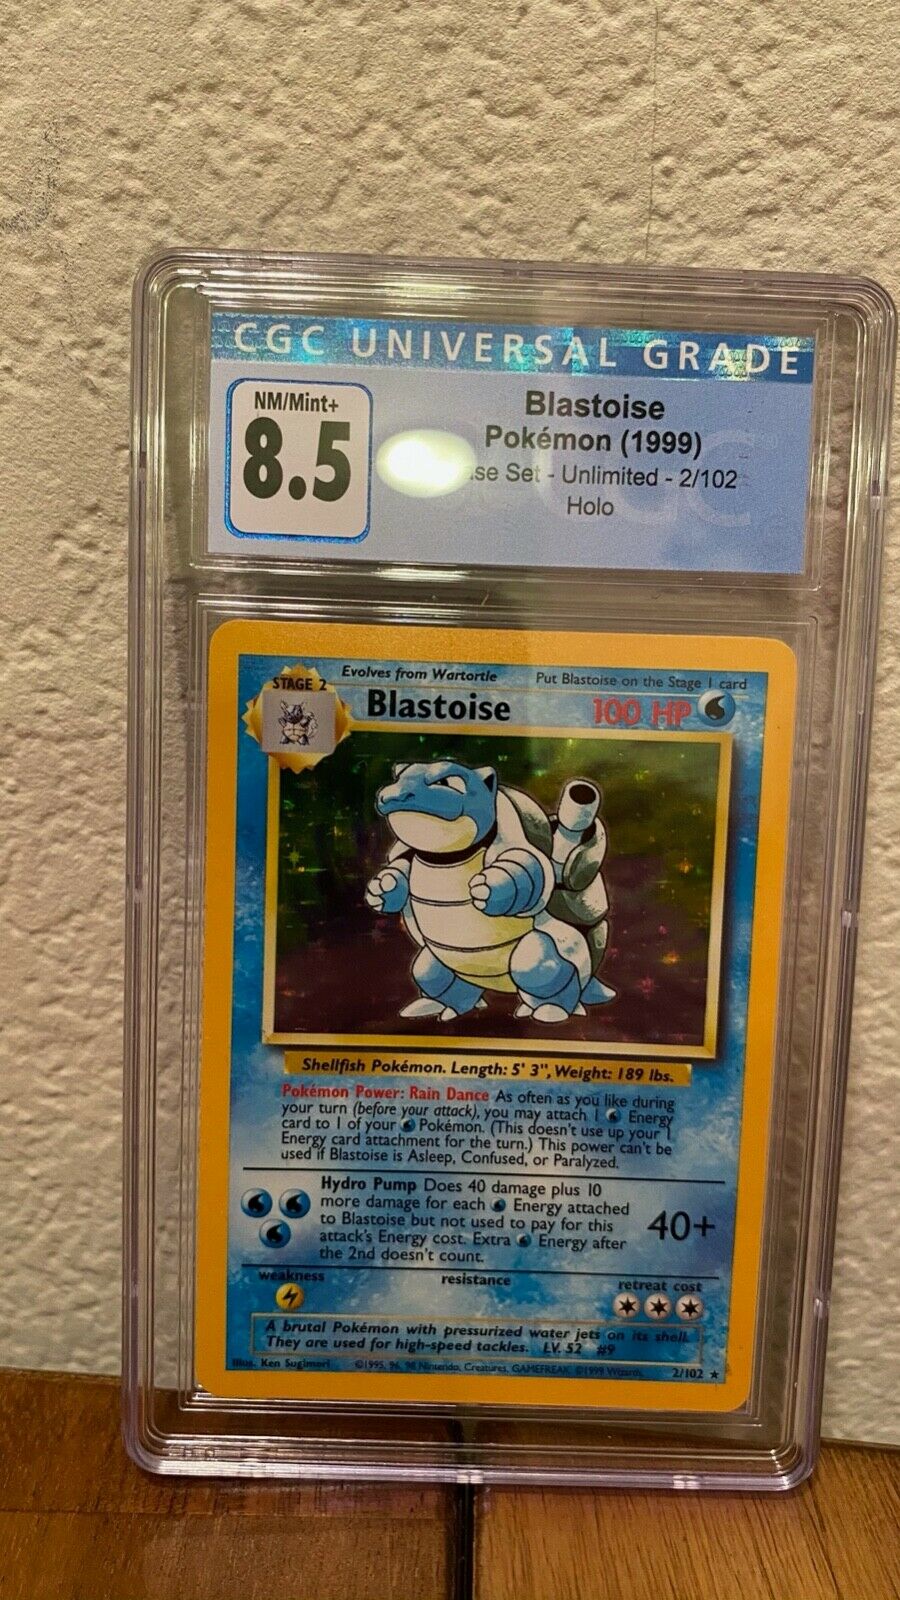 CGC UNIVERSAL GRADE
NM/Mint+
8.5
Blastoise
Pokémon (1999)
Set - Unlimited - 2/102
Holo
CGC
Evolves from Wartortle
Put Blastoise on the Stage 1 card
STAGE 2
Blastoise
100 HP
Shellfish Pokémon. Length: 5' 3", Weight: 189 lbs.
Pokémon Power: Rain Dance As often as you like during
your turn (before your attack), you may attach 1 Energy
card to 1 of your Pokémon. (This doesn't use up your 1
Energy card attachment for the turn.) This power can't be
used if Blastoise is Asleep, Confused, or Paralyzed.
Hydro Pump Does 40 damage plus 10
more damage for each Energy attached
to Blastoise but not used to pay for this
attack's Energy cost. Extra Energy after
the 2nd doesn't count.
40+
weakness
resistance
retreat cost
A brutal Pokémon with pressurized water jets on its shell.
They are used for high-speed tackles. LV. 52 #9
Illus. Ken Sugimori
©1995, 96, 98 Nintendo, Creatures, GAMEFREAK. ©1999 Wizards.
2/102 ★